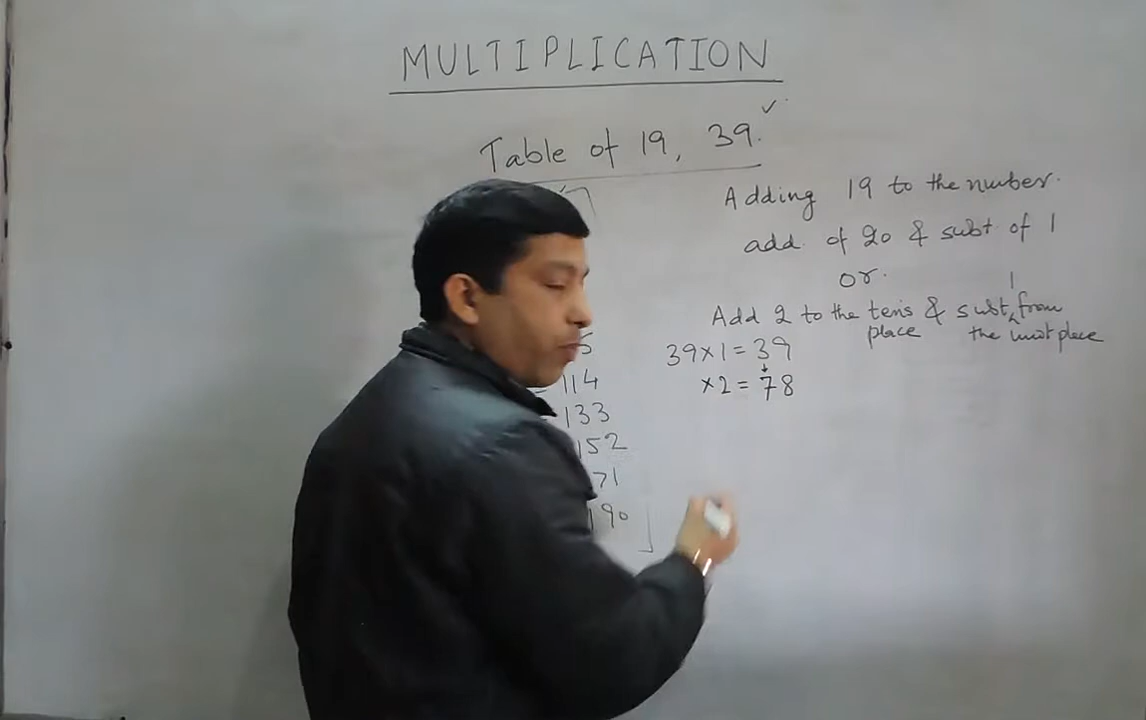 MULTIPLICATION
Table of 19, 39.
Adding 19 to the number.
add. of 20 & subt of 1
or.
1
Add 2 to the ten's & subt from
place the unit place
39×1=39
×2=78
5
=114
133
152
71
190